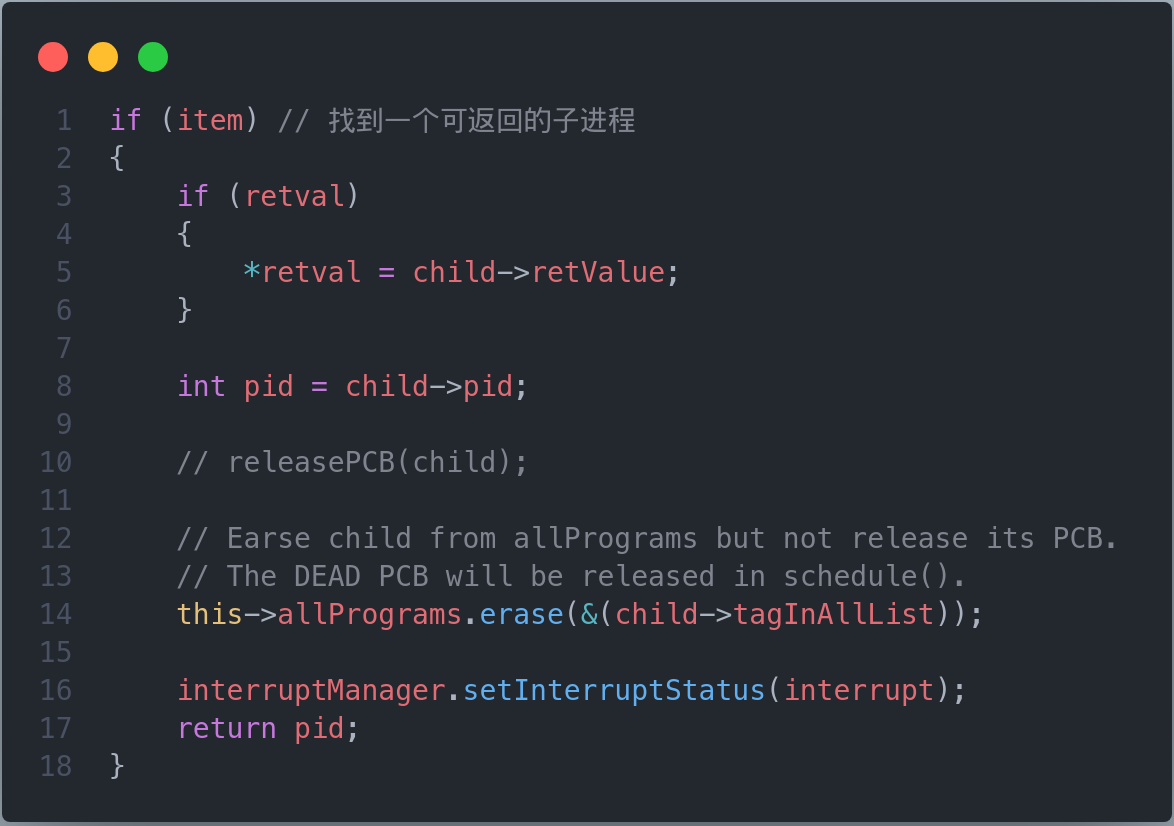 1 if (item) // 找到一个可返回的子进程
2 {
3     if (retval)
4     {
5         *retval = child->retValue;
6     }
7
8     int pid = child->pid;
9
10     // releasePCB(child);
11
12     // Earse child from allPrograms but not release its PCB.
13     // The DEAD PCB will be released in schedule().
14     this->allPrograms.erase(&(child->tagInAllList));
15
16     interruptManager.setInterruptStatus(interrupt);
17     return pid;
18 }